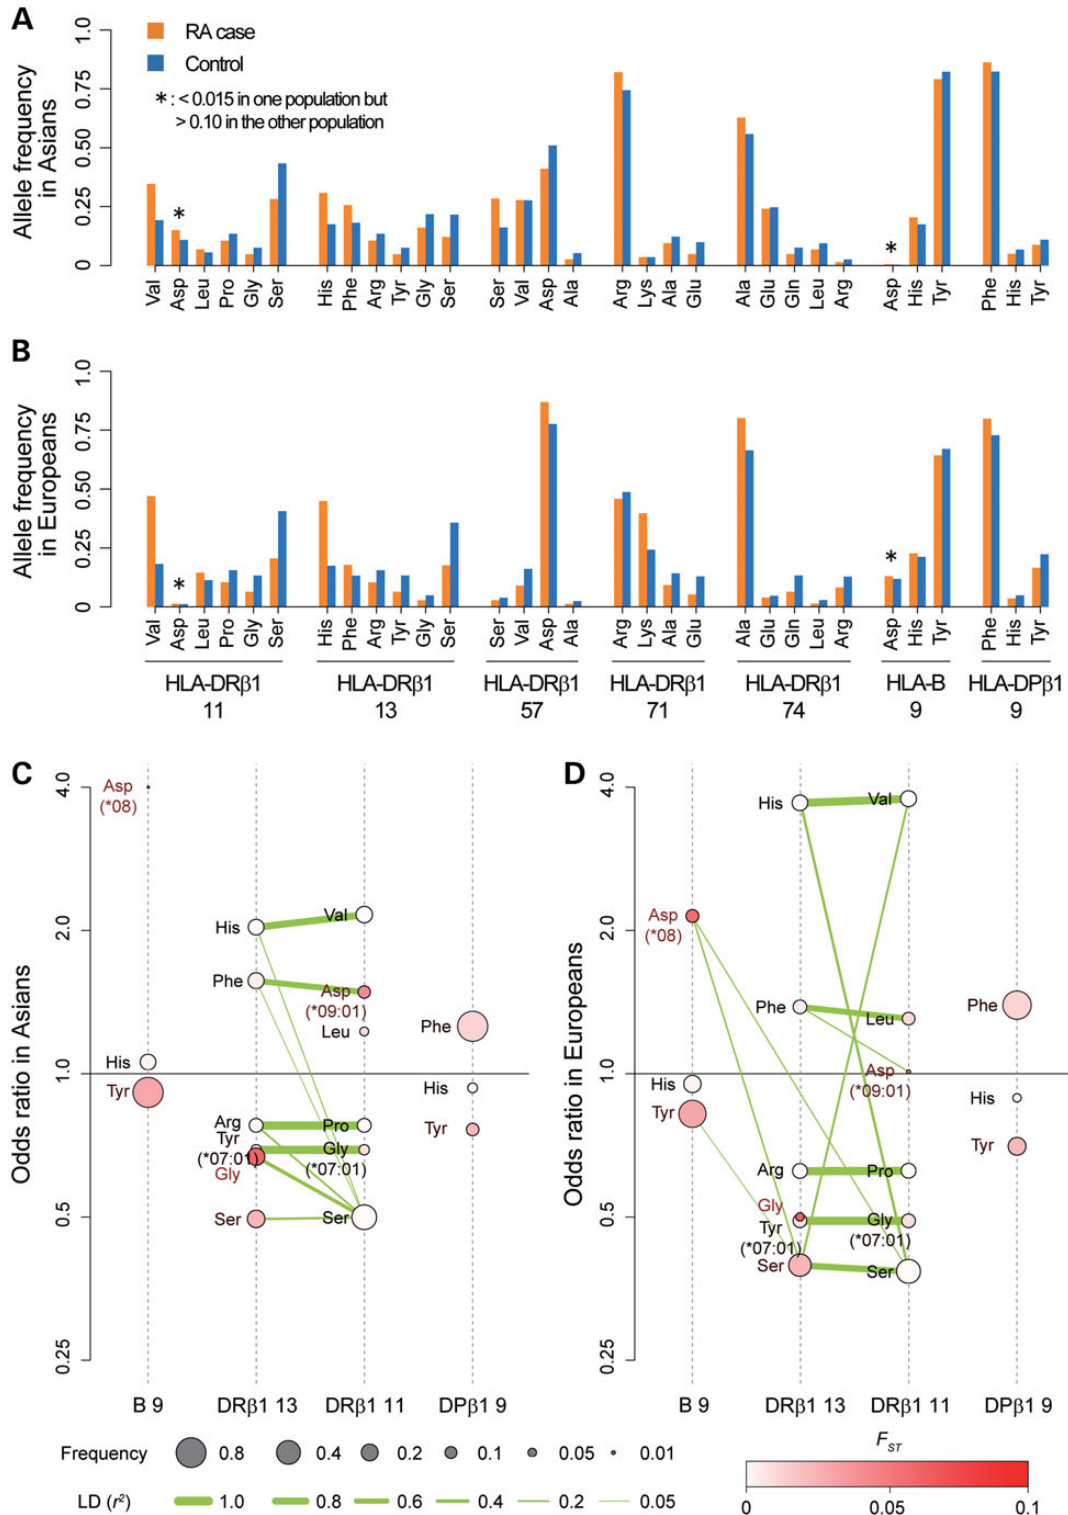 A
Allele frequency
in Asians
1.0
0.75
0.50
0.25
0
RA case
Control
* : < 0.015 in one population but
> 0.10 in the other population
*
*
Val Asp Leu Pro Gly Ser His Phe Arg Tyr Gly Ser Ser Val Asp Ala Arg Lys Ala Glu Ala Glu Gln Leu Arg Asp His Tyr Phe His Tyr
B
Allele frequency
in Europeans
1.0
0.75
0.50
0.25
0
*
*
Val Asp Leu Pro Gly Ser His Phe Arg Tyr Gly Ser Ser Val Asp Ala Arg Lys Ala Glu Ala Glu Gln Leu Arg Asp His Tyr Phe His Tyr
HLA-DRβ1 HLA-DRβ1 HLA-DRβ1 HLA-DRβ1 HLA-DRβ1 HLA-B HLA-DPβ1
11 13 57 71 74 9 9
C
Odds ratio in Asians
4.0
2.0
1.0
0.5
0.25
Asp
(*08)
His
Tyr
His
Phe
Arg
Tyr
(*07:01)
Gly
Ser
Val
Asp
(*09:01)
Leu
Pro
Gly
(*07:01)
Ser
Phe
His
Tyr
B 9 DRβ1 13 DRβ1 11 DPβ1 9
D
Odds ratio in Europeans
4.0
2.0
1.0
0.5
0.25
Asp
(*08)
His
Tyr
His
Phe
Arg
Gly
Tyr
(*07:01)
Ser
Val
Leu
Asp
(*09:01)
Pro
Gly
(*07:01)
Ser
Phe
His
Tyr
B 9 DRβ1 13 DRβ1 11 DPβ1 9
Frequency 0.8 0.4 0.2 0.1 0.05 0.01
LD (r²) 1.0 0.8 0.6 0.4 0.2 0.05
FST
0 0.05 0.1